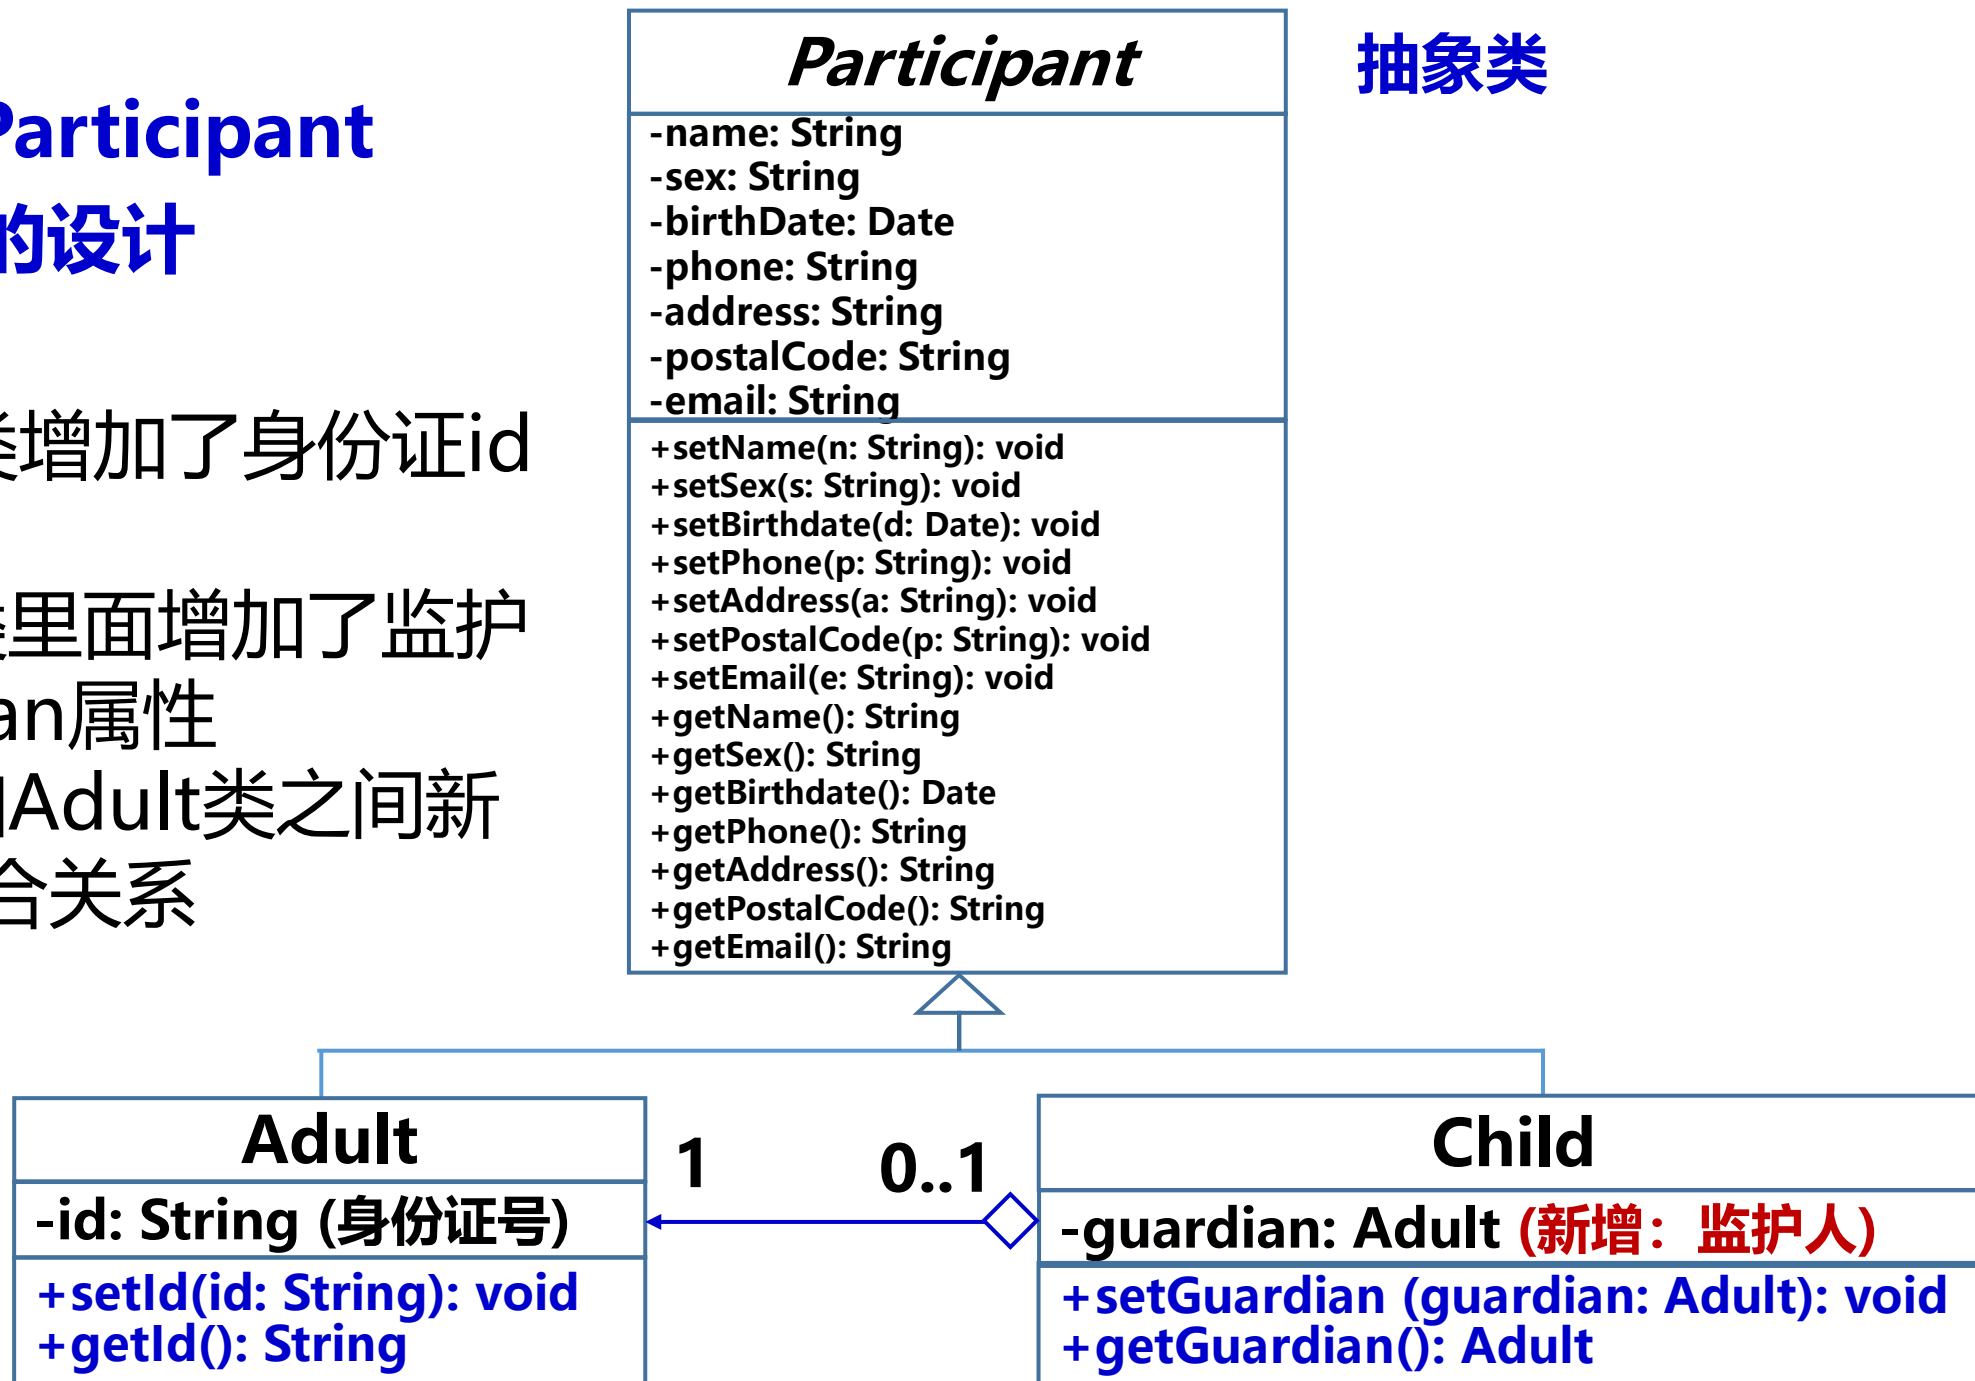 Participant
的设计
类增加了身份证id
类里面增加了监护
an属性
和Adult类之间新
合关系
Participant
抽象类
-name: String
-sex: String
-birthDate: Date
-phone: String
-address: String
-postalCode: String
-email: String
+setName(n: String): void
+setSex(s: String): void
+setBirthdate(d: Date): void
+setPhone(p: String): void
+setAddress(a: String): void
+setPostalCode(p: String): void
+setEmail(e: String): void
+getName(): String
+getSex(): String
+getBirthdate(): Date
+getPhone(): String
+getAddress(): String
+getPostalCode(): String
+getEmail(): String
Adult
-id: String (身份证号)
+setId(id: String): void
+getId(): String
1
0..1
Child
-guardian: Adult (新增：监护人)
+setGuardian (guardian: Adult): void
+getGuardian(): Adult